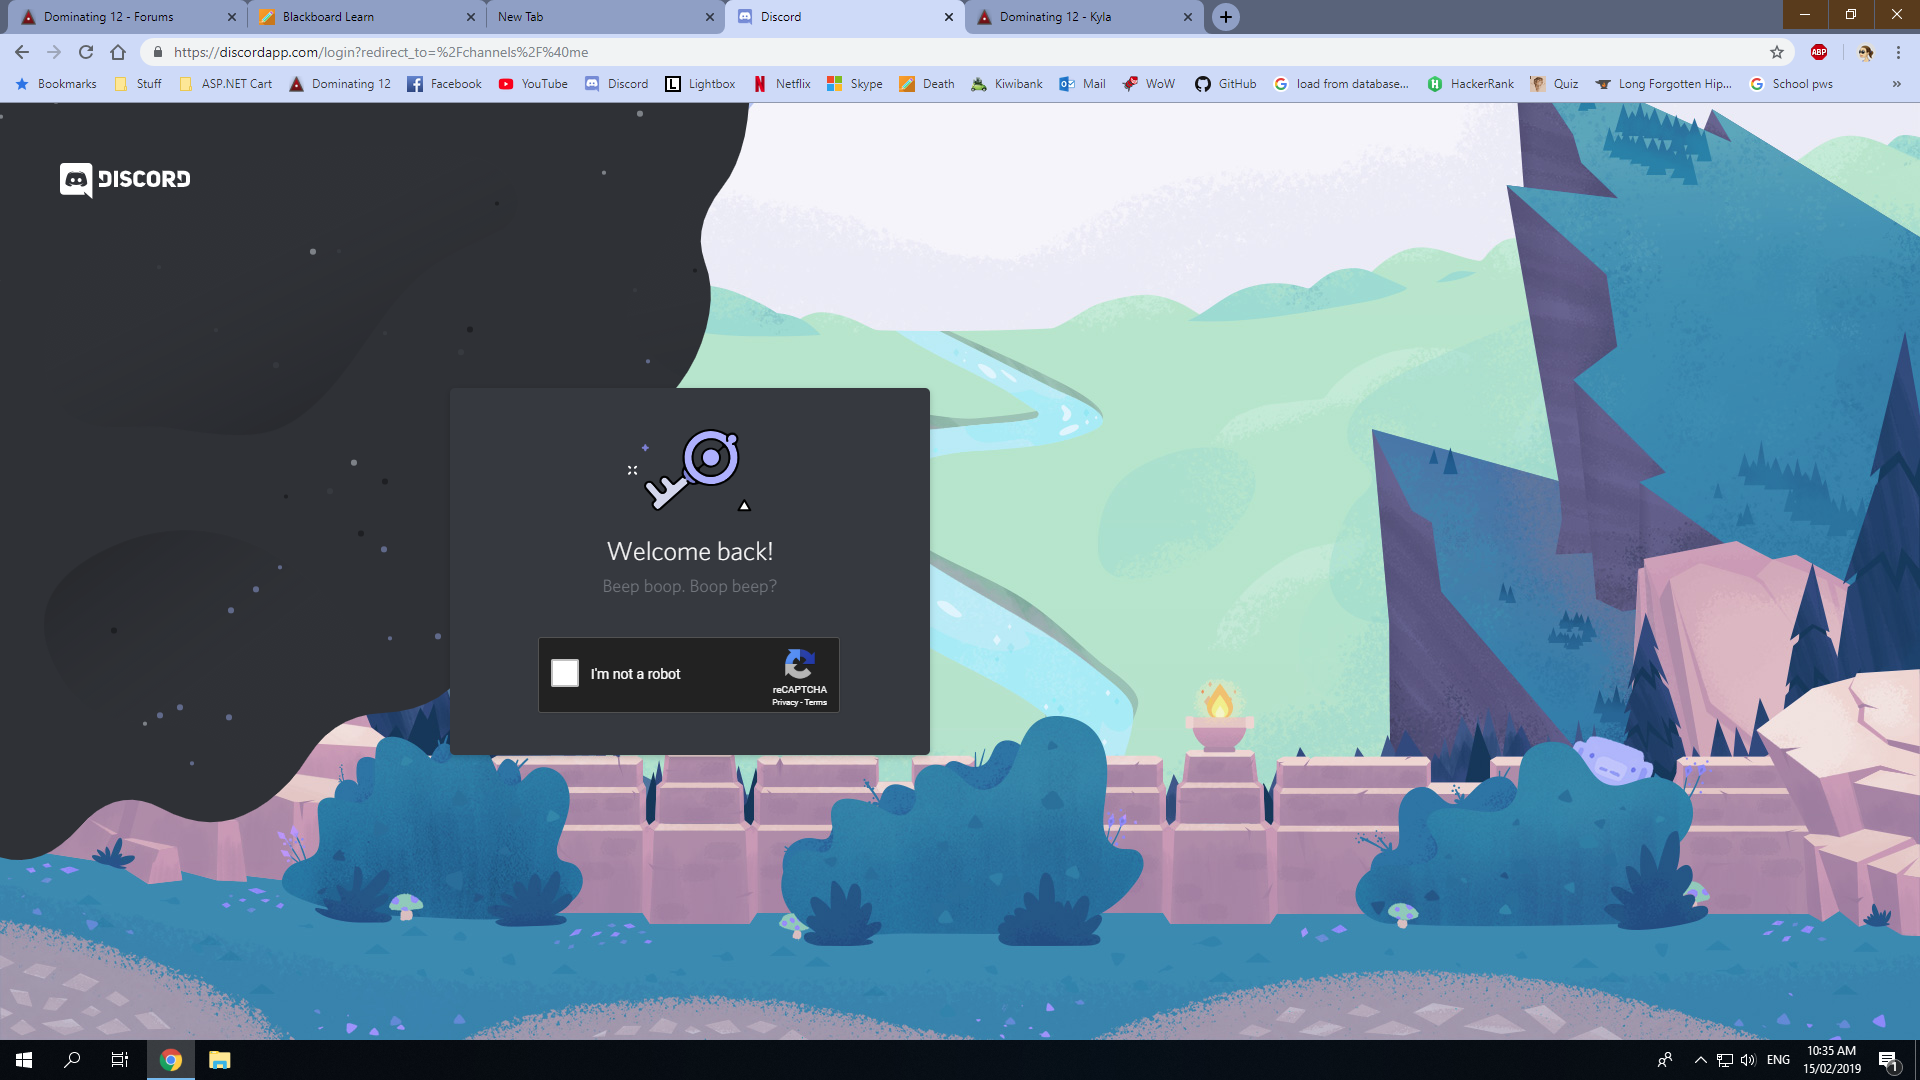 Dominating 12 - Forums
Blackboard Learn
New Tab
Discord
Dominating 12 - Kyla
https://discordapp.com/login?redirect_to=%2Fchannels%2F%40me
ABP
Bookmarks
Stuff
ASP.NET Cart
Dominating 12
Facebook
YouTube
Discord
Lightbox
Netflix
Skype
Death
Kiwibank
Mail
WoW
GitHub
load from database...
HackerRank
Quiz
Long Forgotten Hip...
School pws
DISCORD
Welcome back!
Beep boop. Boop beep?
I'm not a robot
reCAPTCHA
Privacy - Terms
ENG
10:35 AM
15/02/2019
1